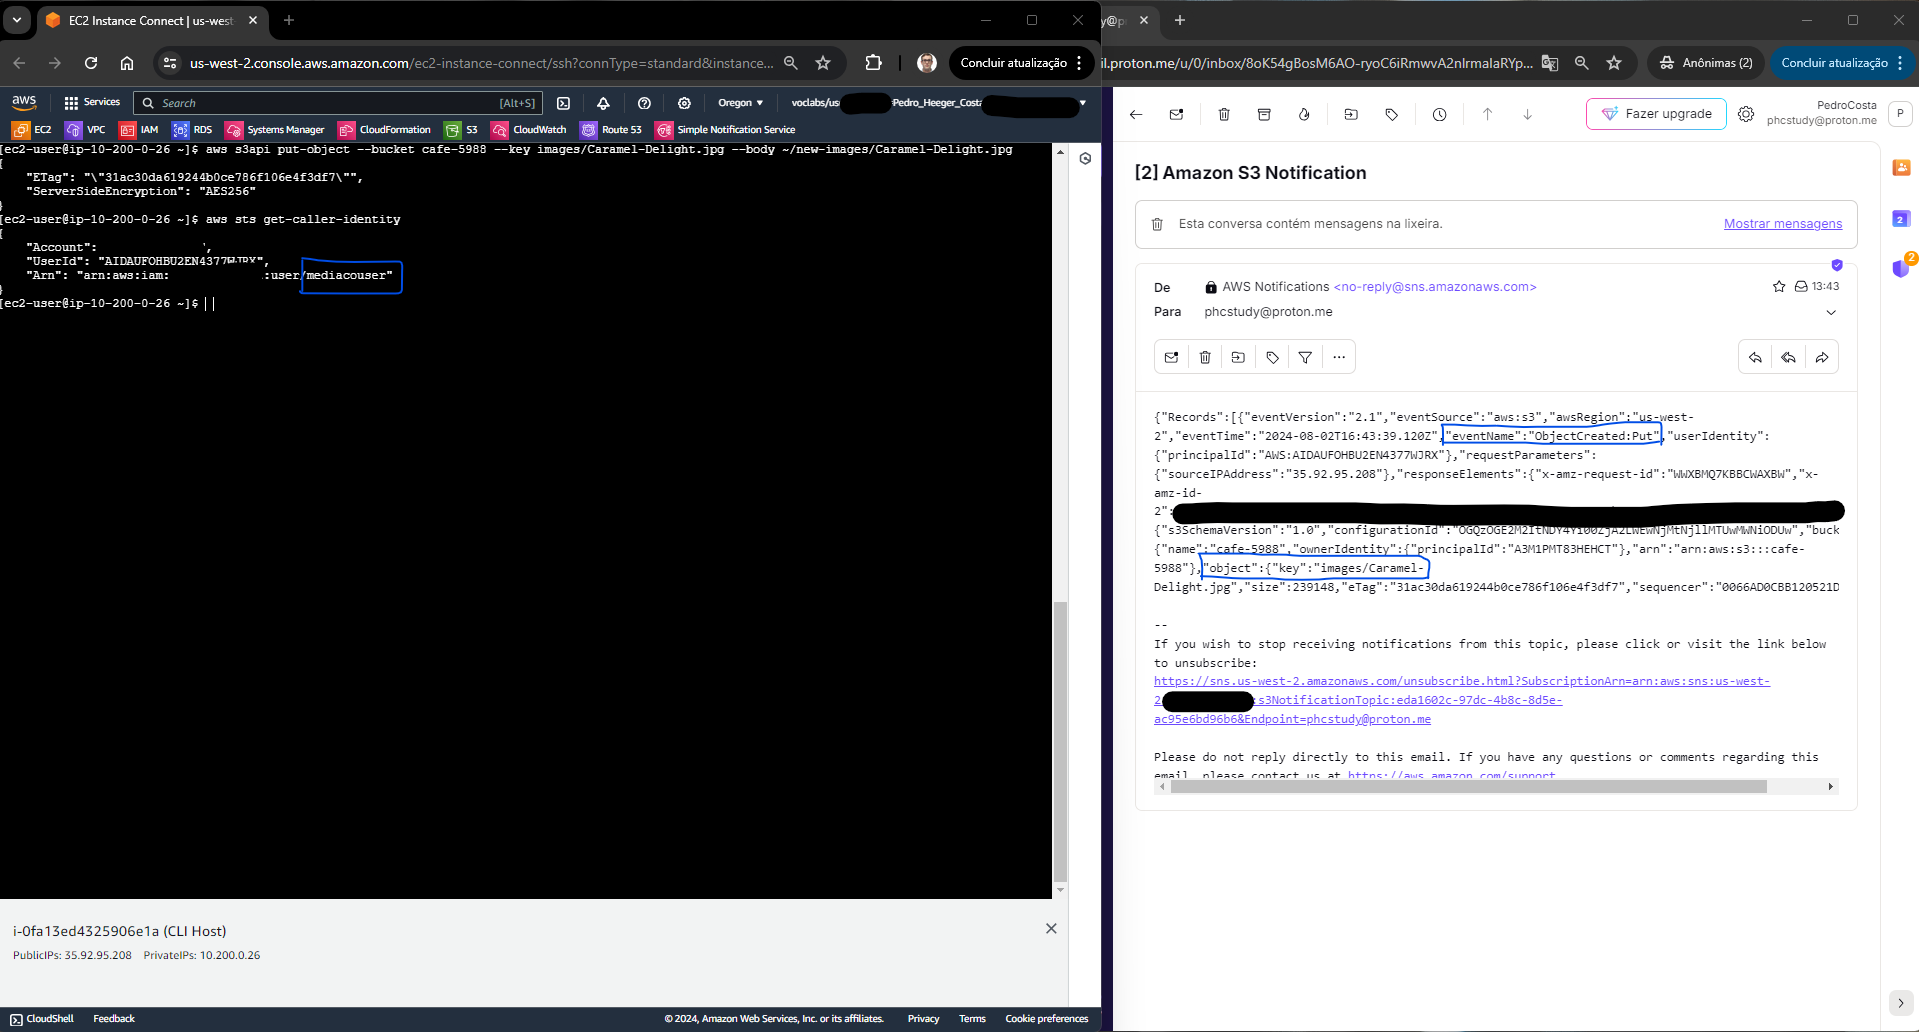 EC2 Instance Connect | us-west-
us-west-2.console.aws.amazon.com/ec2-instance-connect/ssh?connType=standard&instance...
Concluir atualização
aws
Services
Search
[Alt+S]
Oregon
voclabs/us
Pedro_Heeger_Costa
EC2
VPC
IAM
RDS
Systems Manager
CloudFormation
S3
CloudWatch
Route 53
Simple Notification Service
[ec2-user@ip-10-200-0-26 ~]$ aws s3api put-object --bucket cafe-5988 --key images/Caramel-Delight.jpg --body ~/new-images/Caramel-Delight.jpg
{
"ETag": "\"31ac30da619244b0ce786f106e4f3df7\"",
"ServerSideEncryption": "AES256"
}
[ec2-user@ip-10-200-0-26 ~]$ aws sts get-caller-identity
{
"Account":
"UserId": "AIDAUFOHBU2EN4377WJRX",
"Arn": "arn:aws:iam: :user/mediacouser"
}
[ec2-user@ip-10-200-0-26 ~]$
i-0fa13ed4325906e1a (CLI Host)
PublicIPs: 35.92.95.208 PrivateIPs: 10.200.0.26
CloudShell
Feedback
© 2024, Amazon Web Services, Inc. or its affiliates.
Privacy
Terms
Cookie preferences
y@pr
il.proton.me/u/0/inbox/8oK54gBosM6AO-ryoC6iRmwvA2nlrmalaRYp...
Anônimas (2)
Concluir atualização
Fazer upgrade
PedroCosta
phcstudy@proton.me
P
[2] Amazon S3 Notification
Esta conversa contém mensagens na lixeira.
Mostrar mensagens
2
2
De
AWS Notifications <no-reply@sns.amazonaws.com>
13:43
Para
phcstudy@proton.me
{"Records":[{"eventVersion":"2.1","eventSource":"aws:s3","awsRegion":"us-west-
2","eventTime":"2024-08-02T16:43:39.120Z","eventName":"ObjectCreated:Put","userIdentity":
{"principalId":"AWS:AIDAUFOHBU2EN4377WJRX"},"requestParameters":
{"sourceIPAddress":"35.92.95.208"},"responseElements":{"x-amz-request-id":"WWXBMQ7KBBCWAXBW","x-
amz-id-
2":
{"s3SchemaVersion":"1.0","configurationId":
{"name":"cafe-5988","ownerIdentity":{"principalId":"A3M1PMT83HEHCT"},"arn":"arn:aws:s3:::cafe-
5988"},"object":{"key":"images/Caramel-
Delight.jpg","size":239148,"eTag":"31ac30da619244b0ce786f106e4f3df7","sequencer":"0066AD0CBB120521D
--
If you wish to stop receiving notifications from this topic, please click or visit the link below
to unsubscribe:
https://sns.us-west-2.amazonaws.com/unsubscribe.html?SubscriptionArn=arn:aws:sns:us-west-
2 :s3NotificationTopic:eda1602c-97dc-4b8c-8d5e-
ac95e6bd96b6&Endpoint=phcstudy@proton.me
Please do not reply directly to this email. If you have any questions or comments regarding this
email, please contact us at https://aws.amazon.com/support